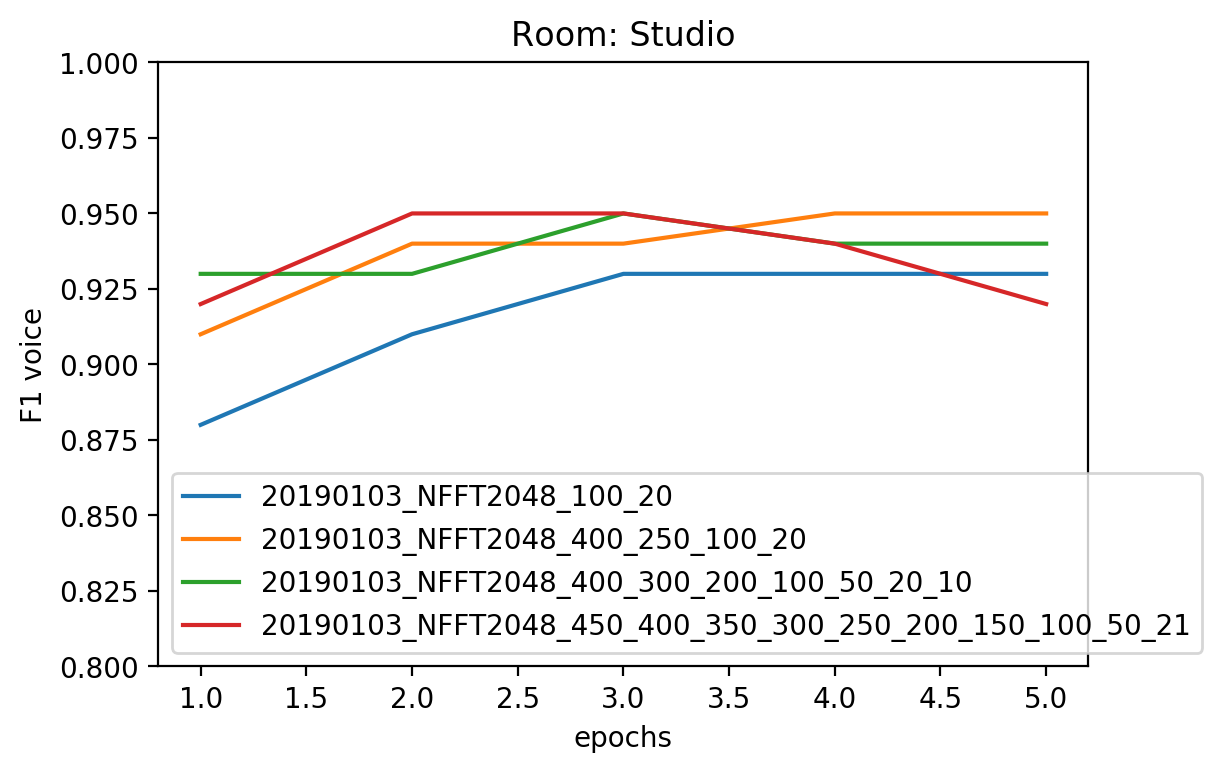 Room: Studio
1.000
0.975
0.950
0.925
0.900
0.875
0.850
0.825
0.800
F1 voice
20190103_NFFT2048_100_20
20190103_NFFT2048_400_250_100_20
20190103_NFFT2048_400_300_200_100_50_20_10
20190103_NFFT2048_450_400_350_300_250_200_150_100_50_21
1.0 1.5 2.0 2.5 3.0 3.5 4.0 4.5 5.0
epochs